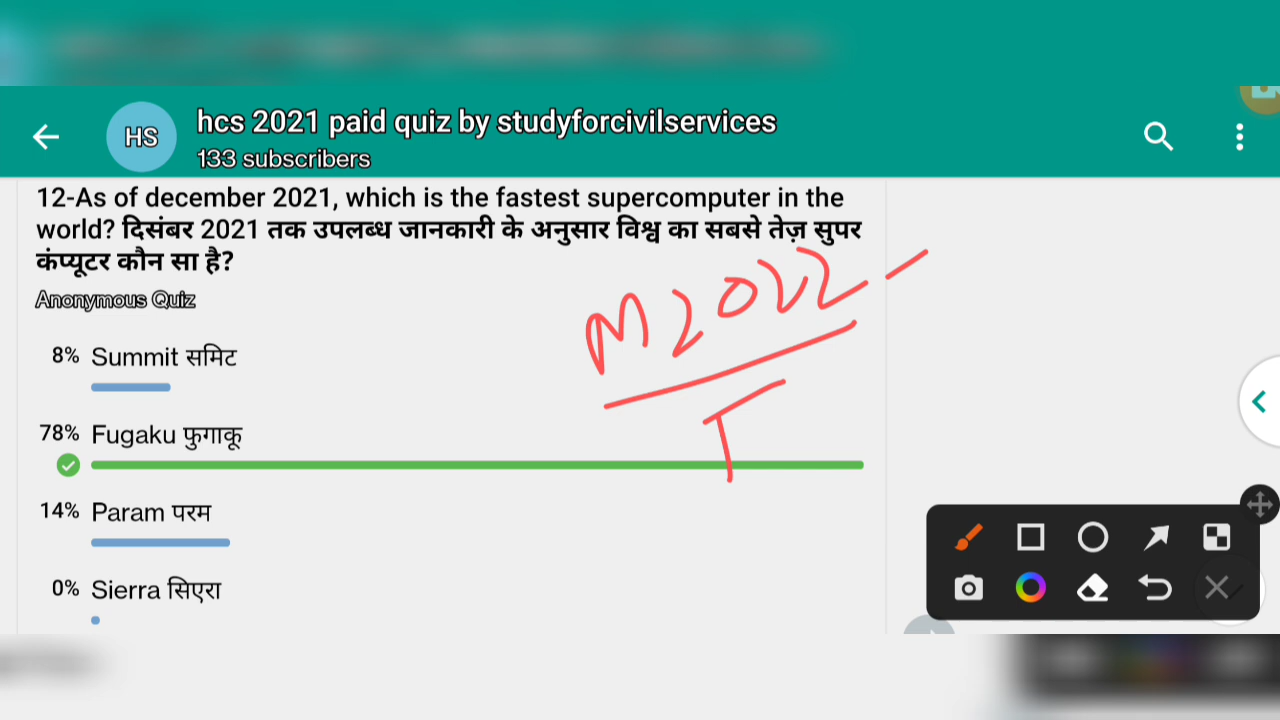 HS
hcs 2021 paid quiz by studyforcivilservices
133 subscribers
12-As of december 2021, which is the fastest supercomputer in the
world? दिसंबर 2021 तक उपलब्ध जानकारी के अनुसार विश्व का सबसे तेज़ सुपर
कंप्यूटर कौन सा है?
Anonymous Quiz
M 2022 -
T
8% Summit समिट
78% Fugaku फुगाकू
14% Param परम
0% Sierra सिएरा